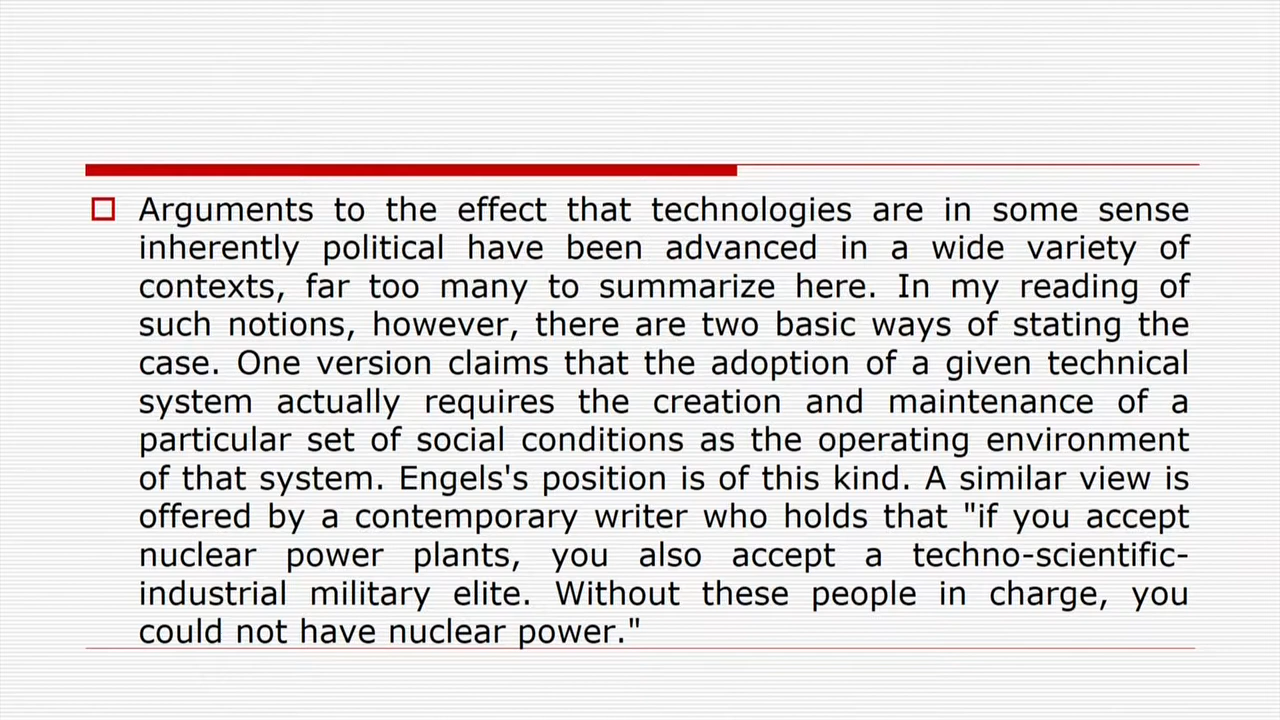 Arguments to the effect that technologies are in some sense
inherently political have been advanced in a wide variety of
contexts, far too many to summarize here. In my reading of
such notions, however, there are two basic ways of stating the
case. One version claims that the adoption of a given technical
system actually requires the creation and maintenance of a
particular set of social conditions as the operating environment
of that system. Engels's position is of this kind. A similar view is
offered by a contemporary writer who holds that "if you accept
nuclear power plants, you also accept a techno-scientific-
industrial military elite. Without these people in charge, you
could not have nuclear power."